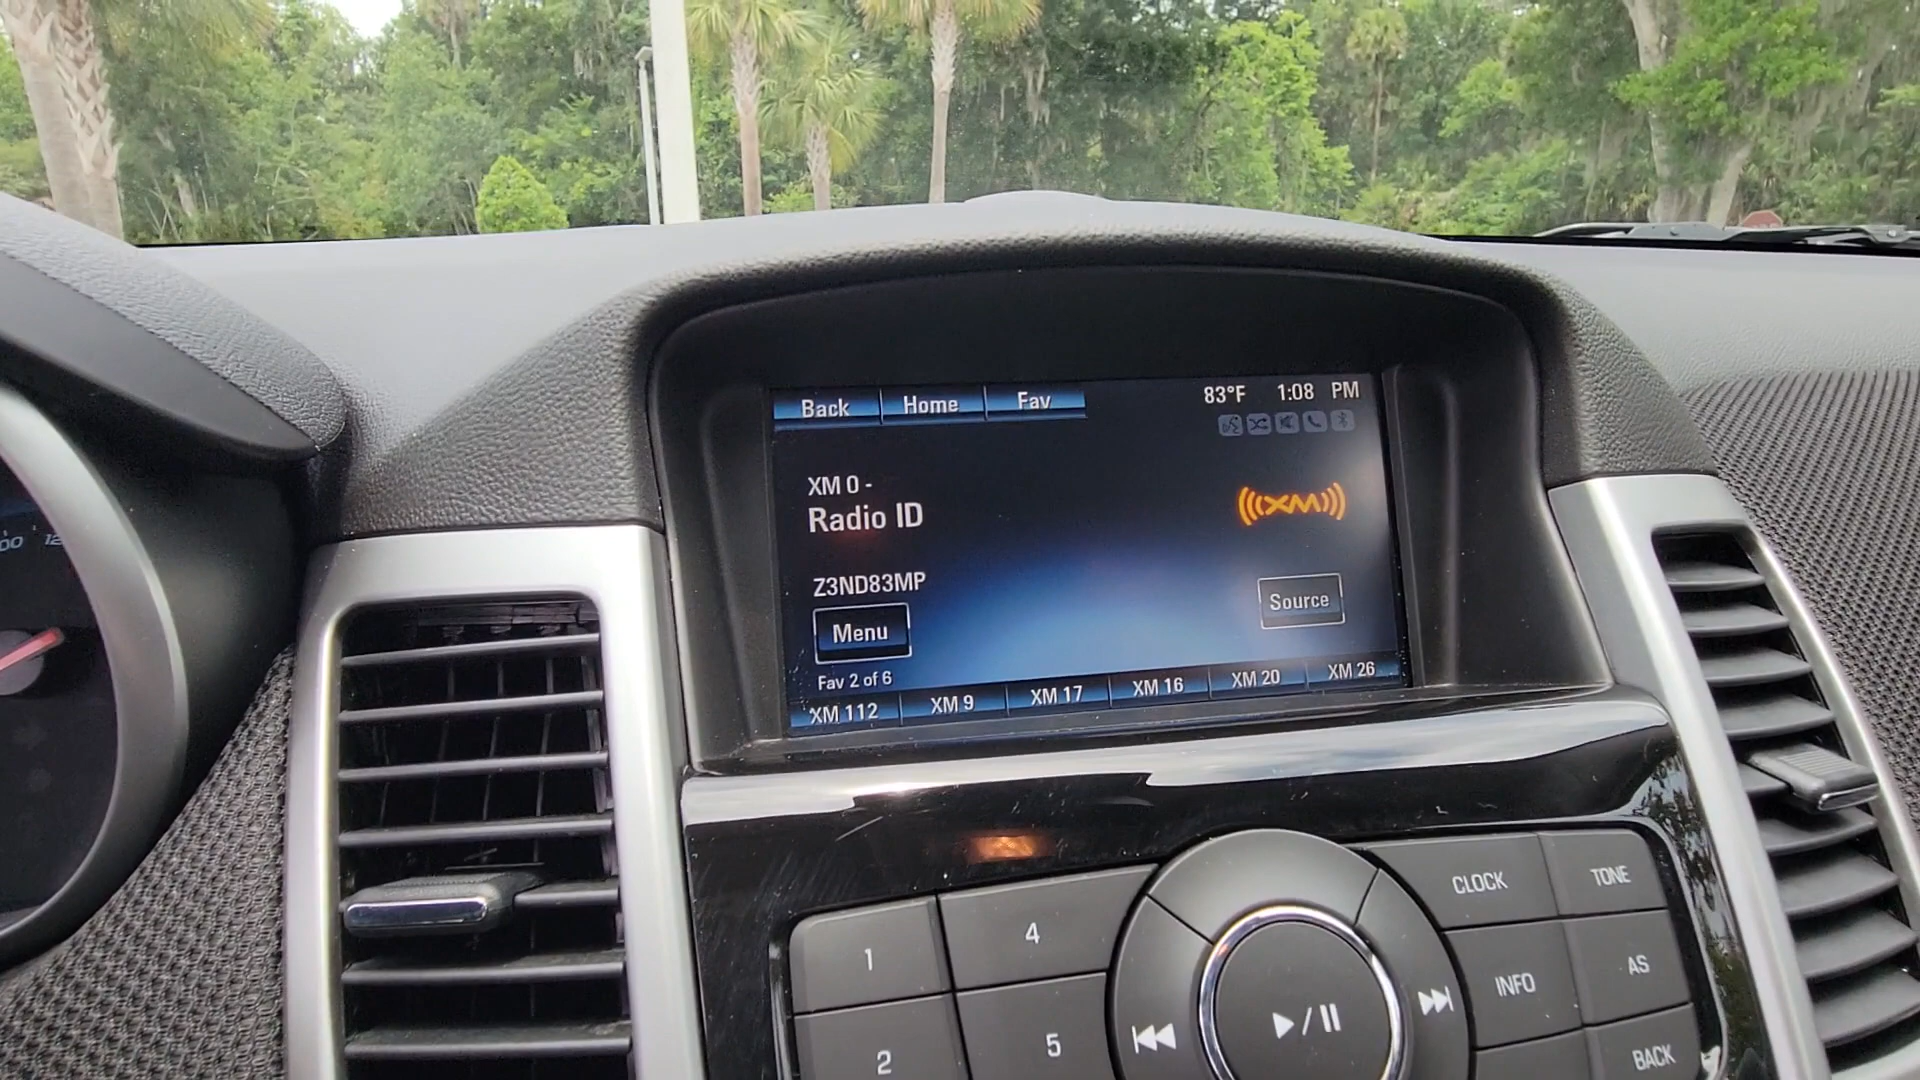 Back Home Fav 83°F 1:08 PM
XM 0 -
Radio ID
((XM))
Z3ND83MP
Menu
Source
Fav 2 of 6
XM 112 XM 9 XM 17 XM 16 XM 20 XM 26
1 4 CLOCK TONE
2 5 INFO AS
BACK